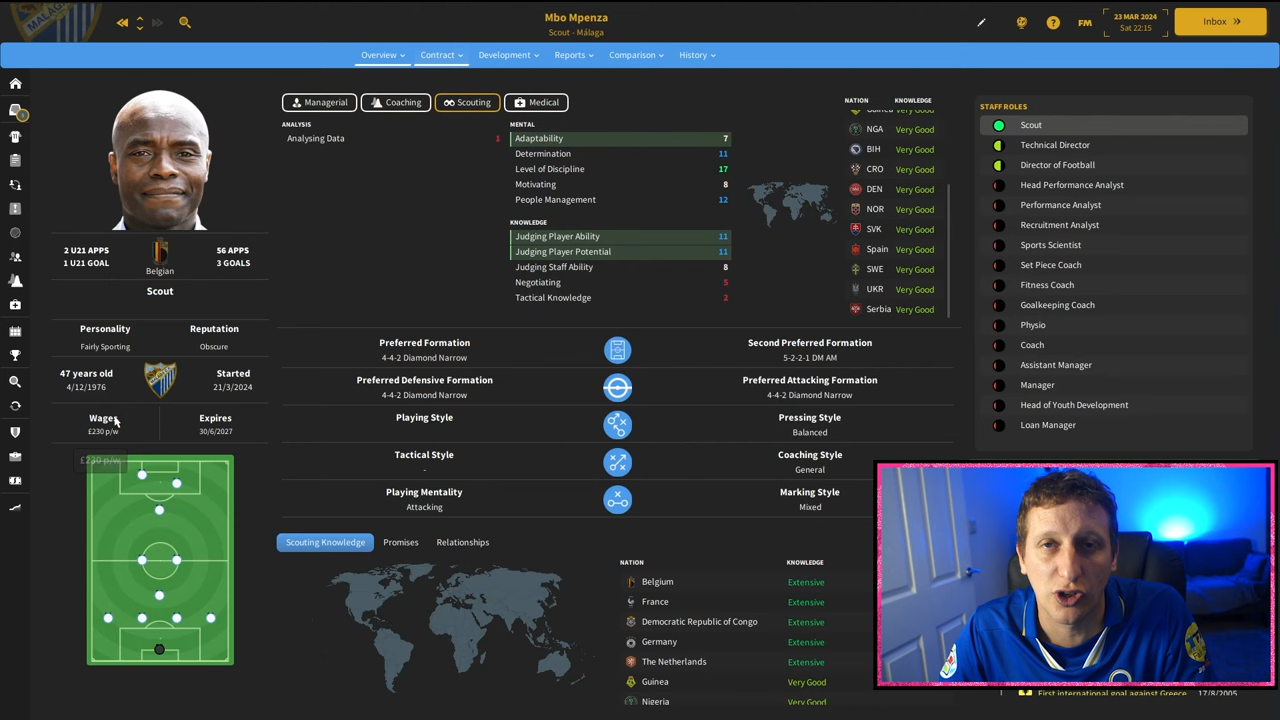 Mbo Mpenza
Scout - Málaga
FM
23 MAR 2024
Sat 22:15
Inbox
Overview
Contract
Development
Reports
Comparison
History
Managerial
Coaching
Scouting
Medical
2 U21 APPS
1 U21 GOAL
Belgian
56 APPS
3 GOALS
Scout
Personality
Fairly Sporting
Reputation
Obscure
47 years old
4/12/1976
Started
21/3/2024
Wages
£230 p/w
Expires
30/6/2027
£230 p/w
ANALYSIS
Analysing Data 1
MENTAL
Adaptability 7
Determination 11
Level of Discipline 17
Motivating 8
People Management 12
KNOWLEDGE
Judging Player Ability 11
Judging Player Potential 11
Judging Staff Ability 8
Negotiating 5
Tactical Knowledge 2
NATION KNOWLEDGE
Guinea Very Good
NGA Very Good
BIH Very Good
CRO Very Good
DEN Very Good
NOR Very Good
SVK Very Good
Spain Very Good
SWE Very Good
UKR Very Good
Serbia Very Good
Preferred Formation
4-4-2 Diamond Narrow
Second Preferred Formation
5-2-2-1 DM AM
Preferred Defensive Formation
4-4-2 Diamond Narrow
Preferred Attacking Formation
4-4-2 Diamond Narrow
Playing Style
Pressing Style
Balanced
Tactical Style
-
Coaching Style
General
Playing Mentality
Attacking
Marking Style
Mixed
Scouting Knowledge
Promises
Relationships
NATION KNOWLEDGE
Belgium Extensive
France Extensive
Democratic Republic of Congo Extensive
Germany Extensive
The Netherlands Extensive
Guinea Very Good
Nigeria Very Good
STAFF ROLES
Scout
Technical Director
Director of Football
Head Performance Analyst
Performance Analyst
Recruitment Analyst
Sports Scientist
Set Piece Coach
Fitness Coach
Goalkeeping Coach
Physio
Coach
Assistant Manager
Manager
Head of Youth Development
Loan Manager
First international goal against Greece 17/8/2005